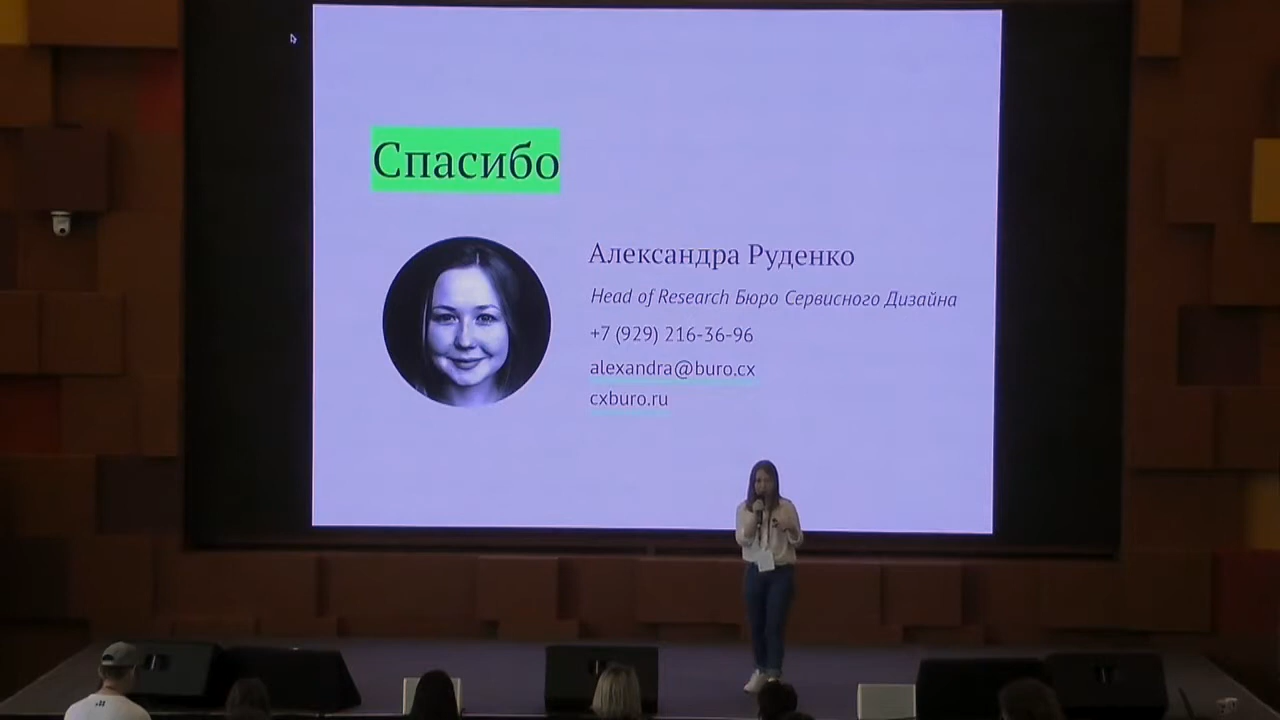 Спасибо
Александра Руденко
Head of Research Бюро Сервисного Дизайна
+7 (929) 216-36-96
alexandra@buro.cx
cxburo.ru